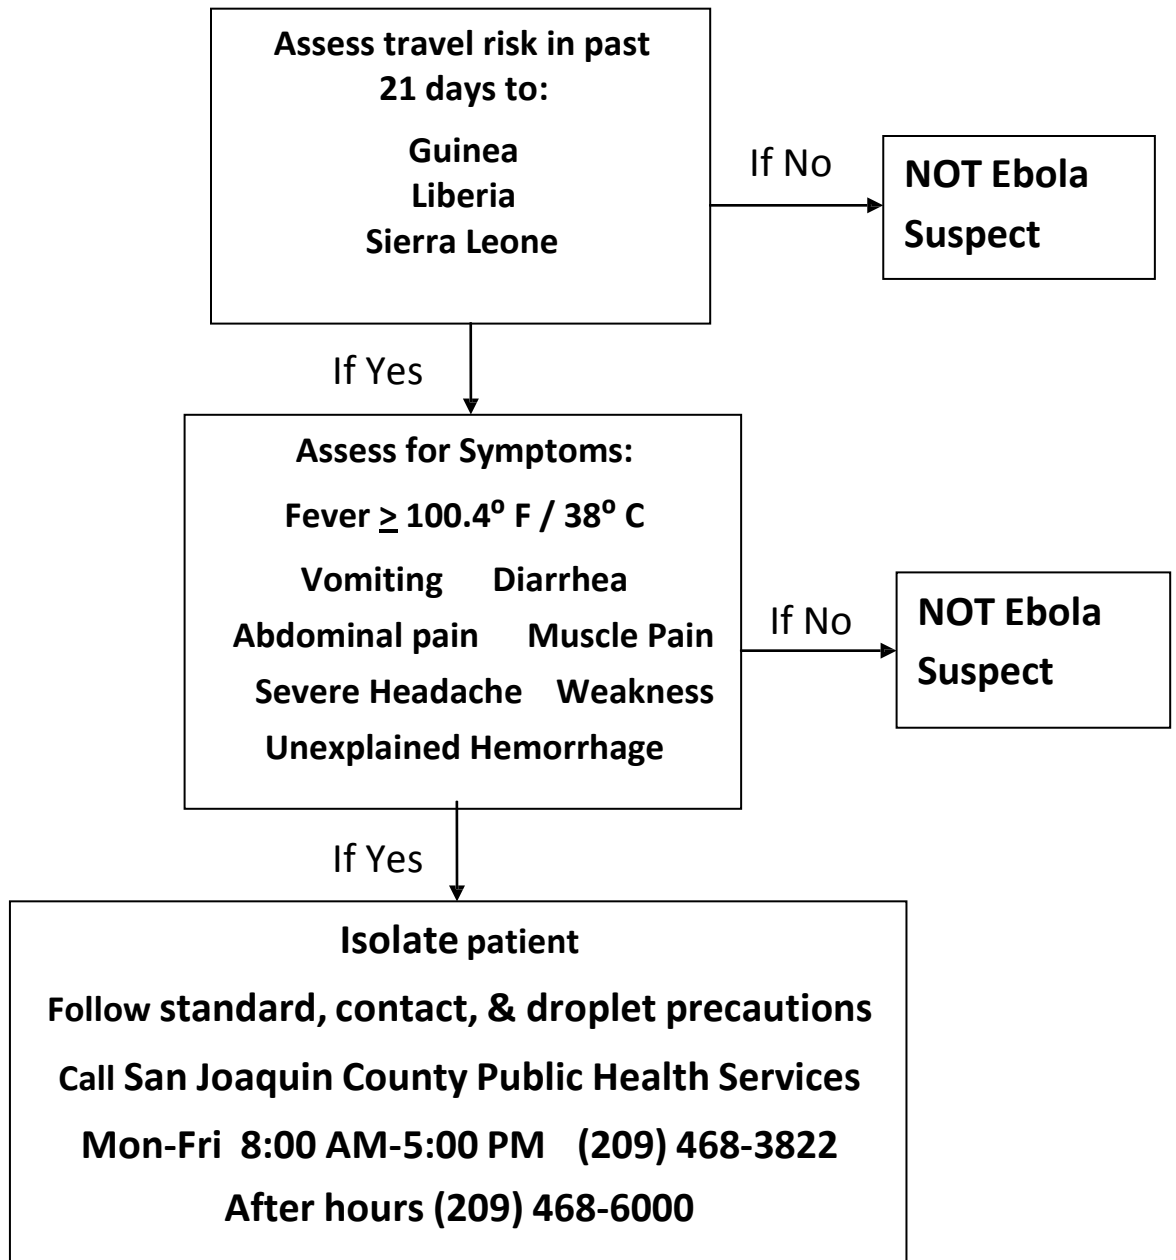 Assess travel risk in past
21 days to:
Guinea
Liberia
Sierra Leone
If No
NOT Ebola
Suspect
If Yes
Assess for Symptoms:
Fever > 100.4⁰ F / 38⁰ C
Vomiting Diarrhea
Abdominal pain Muscle Pain
Severe Headache Weakness
Unexplained Hemorrhage
If No
NOT Ebola
Suspect
If Yes
Isolate patient
Follow standard, contact, & droplet precautions
Call San Joaquin County Public Health Services
Mon-Fri 8:00 AM-5:00 PM (209) 468-3822
After hours (209) 468-6000